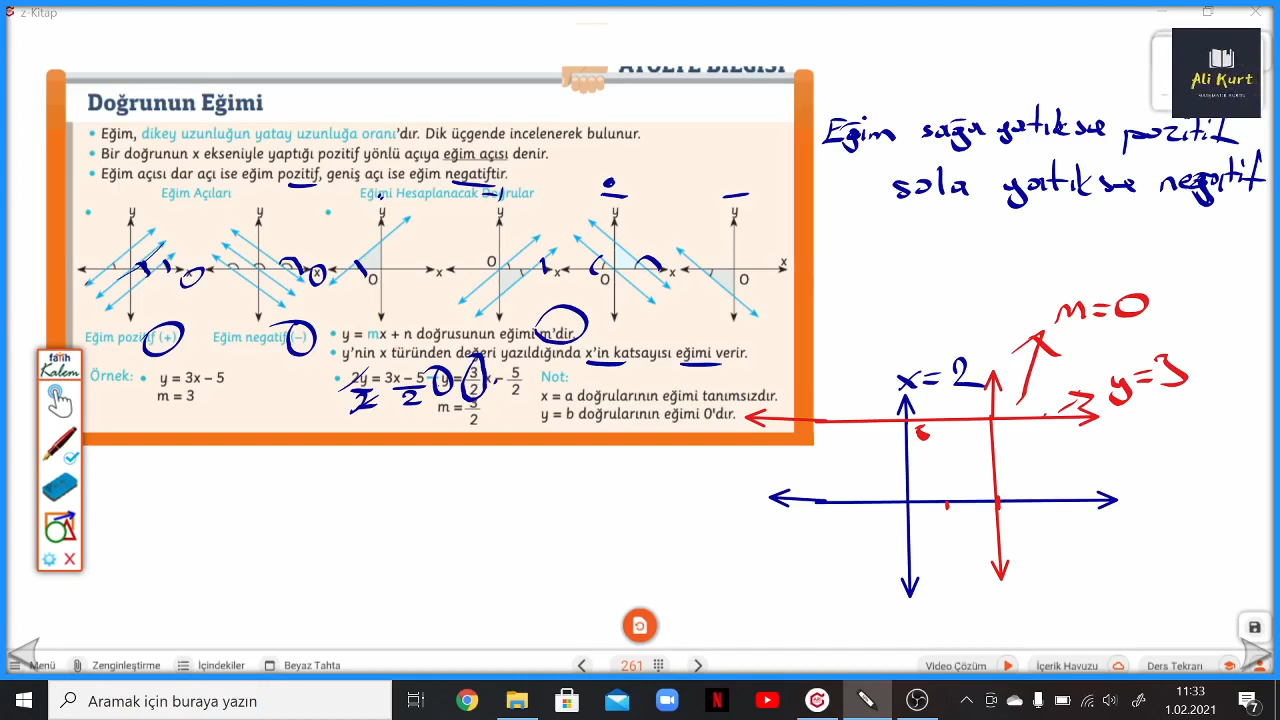 z-Kitap
ATÖLYE BİLGİSİ
Ali Kurt
Doğrunun Eğimi
• Eğim, dikey uzunluğun yatay uzunluğa oranı'dır. Dik üçgende incelenerek bulunur.
• Bir doğrunun x ekseniyle yaptığı pozitif yönlü açıya eğim açısı denir.
• Eğim açısı dar açı ise eğim pozitif, geniş açı ise eğim negatiftir.
Eğim sağa yatıksa pozitif
sola yatıksa negatif
Eğim Açıları
Eğimi Hesaplanacak Doğrular
y y y y y y
x x x x x x
O O O O
Eğim pozitif (+)
Eğim negatif (–)
• y = mx + n doğrusunun eğimi m'dir.
• y'nin x türünden değeri yazıldığında x'in katsayısı eğimi verir.
Örnek: • y = 3x – 5
m = 3
• 2y = 3x – 5 y = 3/2 x - 5/2
2 2
m = 3/2
Not:
x = a doğrularının eğimi tanımsızdır.
y = b doğrularının eğimi 0'dır.
m=0
x=2
y=3
fatih
Kalem
Menü
Zenginleştirme
İçindekiler
Beyaz Tahta
261
Video Çözüm
İçerik Havuzu
Ders Tekrarı
Aramak için buraya yazın
11:33
1.02.2021
7